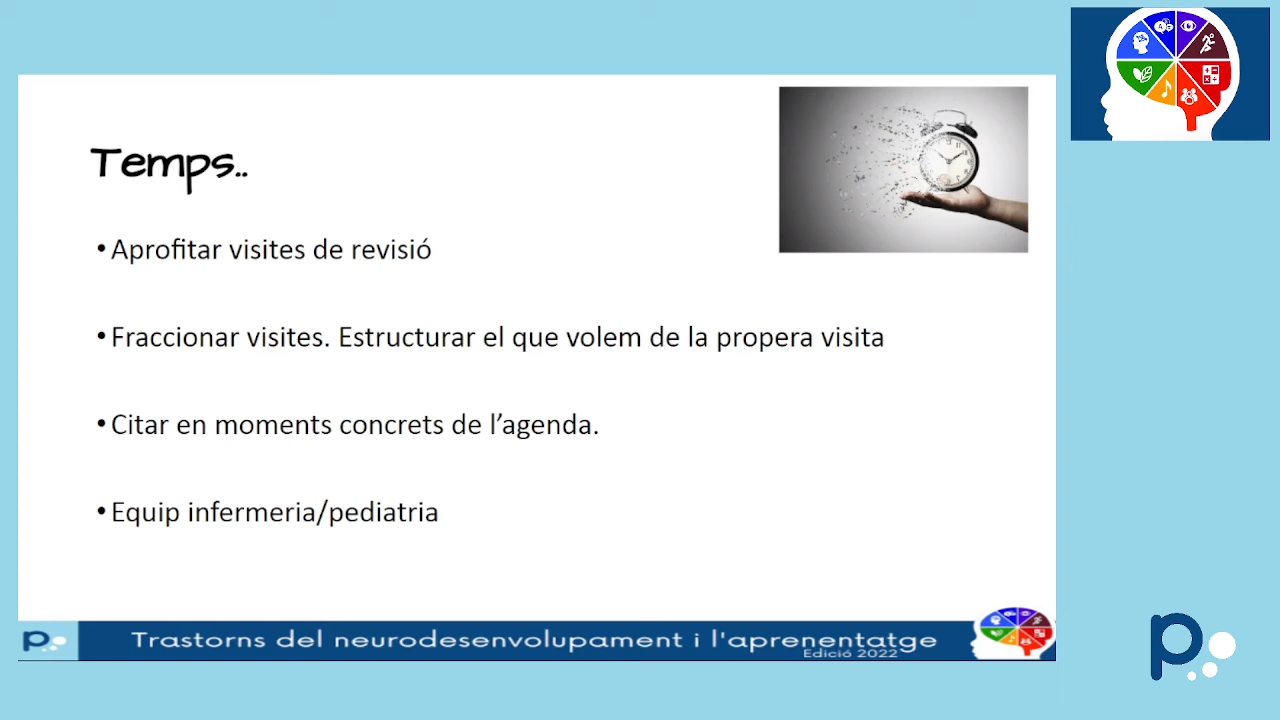 Temps..
• Aprofitar visites de revisió
• Fraccionar visites. Estructurar el que volem de la propera visita
• Citar en moments concrets de l’agenda.
• Equip infermeria/pediatria
p
Trastorns del neurodesenvolupament i l'aprenentatge
Edició 2022
p